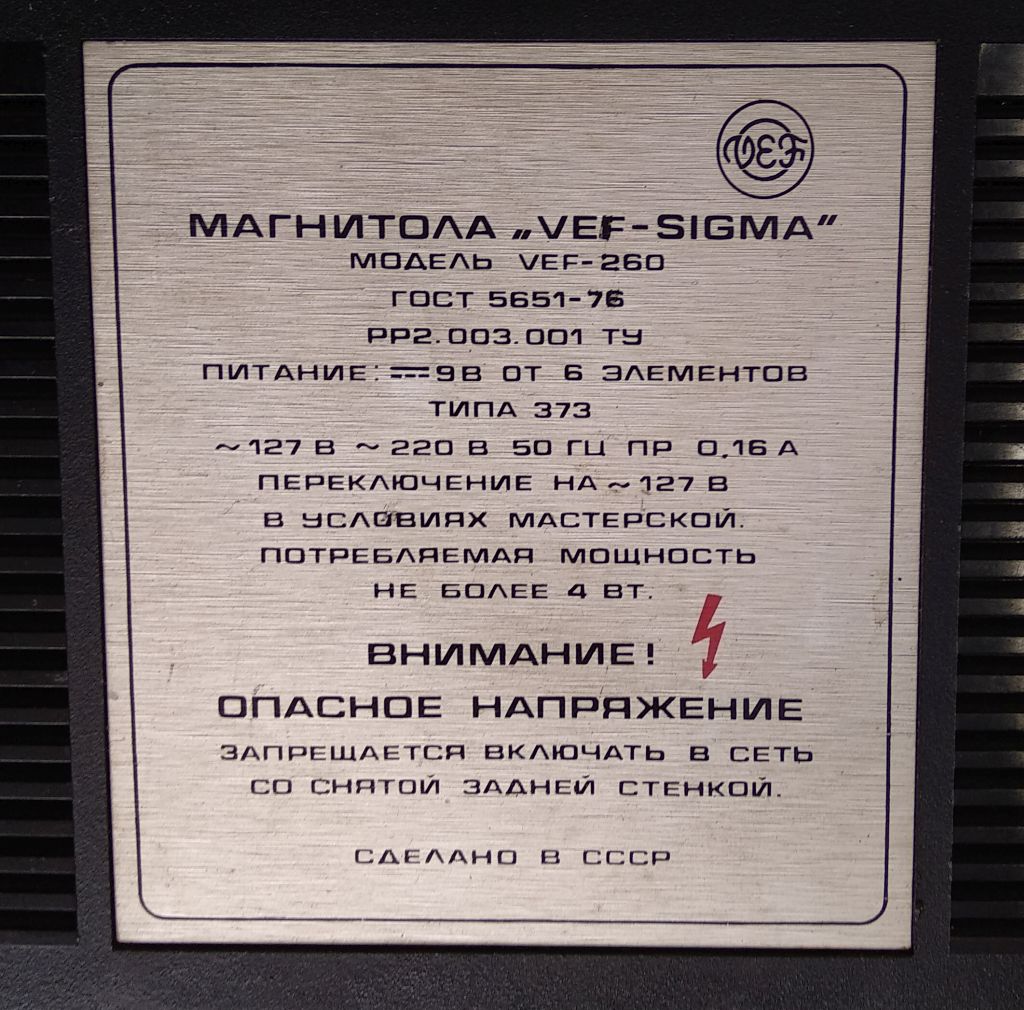 VEF
МАГНИТОЛА „VEF-SIGMA”
МОДЕЛЬ VEF-260
ГОСТ 5651-76
РР2.003.001 ТУ
ПИТАНИЕ: ⎓9В ОТ 6 ЭЛЕМЕНТОВ
ТИПА 373
~127 В ~220 В 50 ГЦ ПР 0,16 А
ПЕРЕКЛЮЧЕНИЕ НА ~127 В
В УСЛОВИЯХ МАСТЕРСКОЙ.
ПОТРЕБЛЯЕМАЯ МОЩНОСТЬ
НЕ БОЛЕЕ 4 ВТ.
ВНИМАНИЕ!
ОПАСНОЕ НАПРЯЖЕНИЕ
ЗАПРЕЩАЕТСЯ ВКЛЮЧАТЬ В СЕТЬ
СО СНЯТОЙ ЗАДНЕЙ СТЕНКОЙ.
СДЕЛАНО В СССР